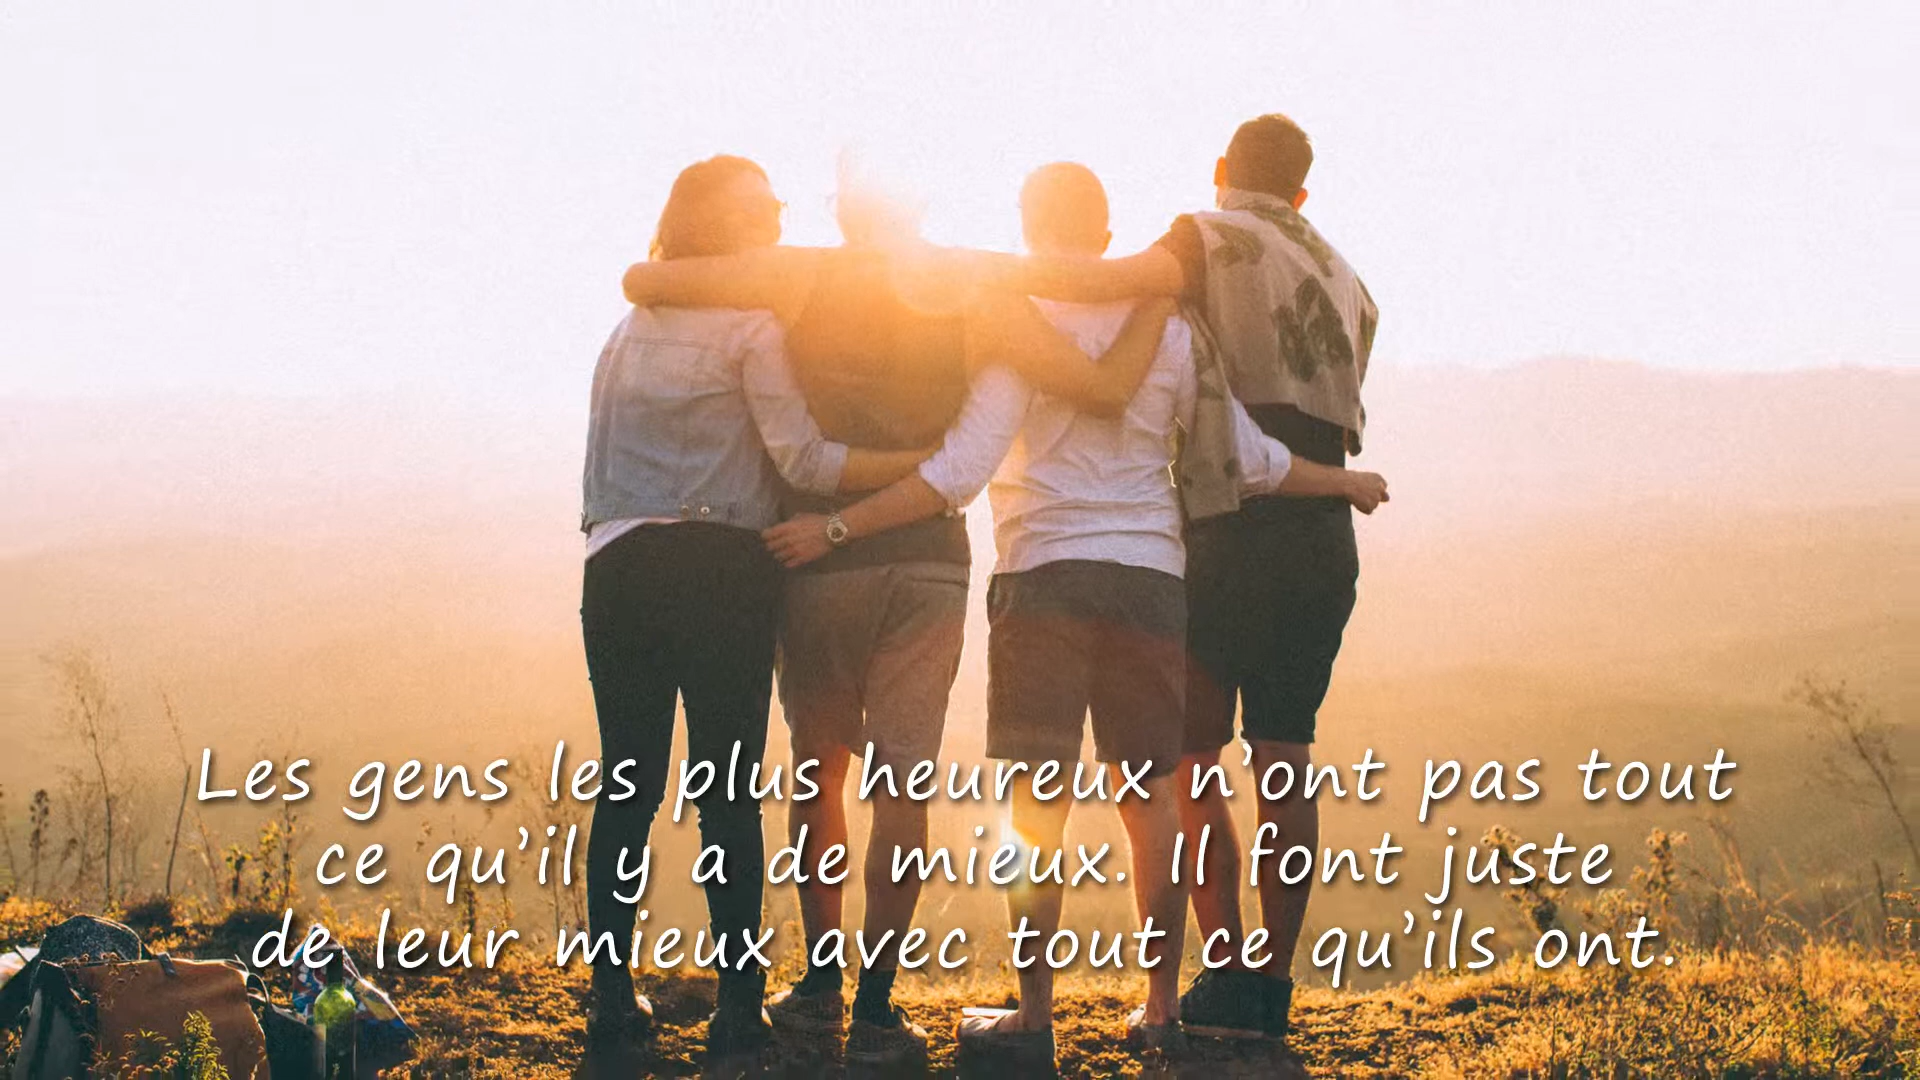 Les gens les plus heureux n’ont pas tout
ce qu’il y a de mieux. Il font juste
de leur mieux avec tout ce qu’ils ont.